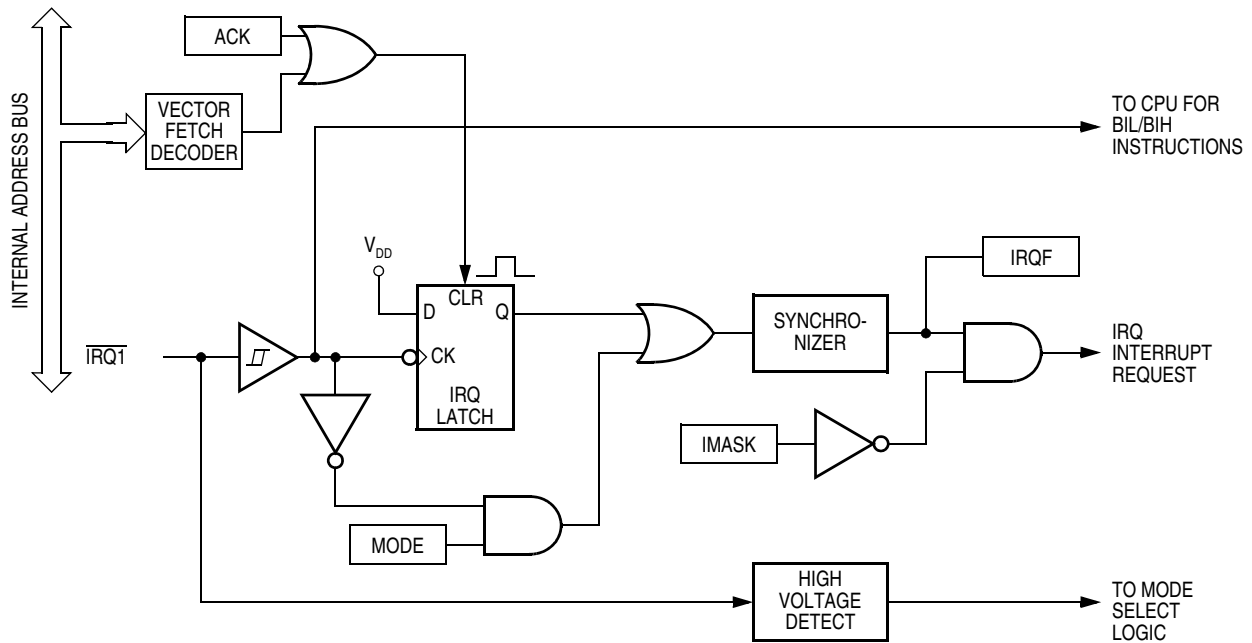 INTERNAL ADDRESS BUS
ACK
VECTOR
FETCH
DECODER
TO CPU FOR
BIL/BIH
INSTRUCTIONS
VDD
CLR
D
Q
CK
IRQ
LATCH
IRQ1
SYNCHRO-
NIZER
IRQF
IRQ
INTERRUPT
REQUEST
IMASK
MODE
HIGH
VOLTAGE
DETECT
TO MODE
SELECT
LOGIC